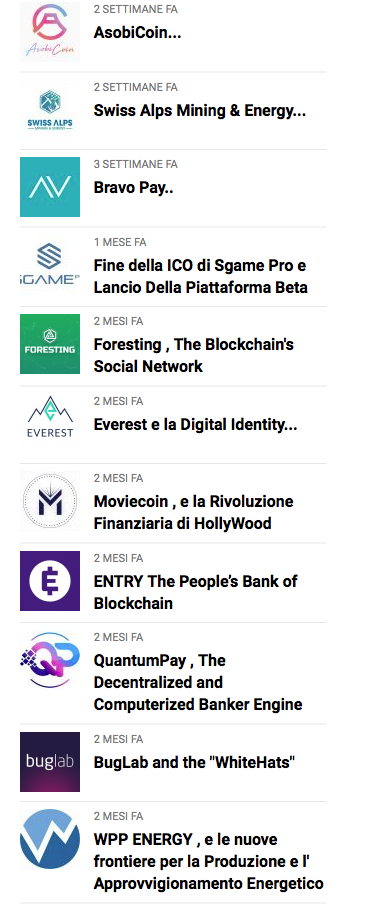 2 SETTIMANE FA
AsobiCoin
AsobiCoin...
2 SETTIMANE FA
SWISS ALPS
MINING & ENERGY
Swiss Alps Mining & Energy...
3 SETTIMANE FA
Bravo Pay..
1 MESE FA
SGAME P
Fine della ICO di Sgame Pro e
Lancio Della Piattaforma Beta
2 MESI FA
FORESTING
Foresting , The Blockchain's
Social Network
2 MESI FA
EVEREST
Everest e la Digital Identity...
2 MESI FA
M
Moviecoin , e la Rivoluzione
Finanziaria di HollyWood
2 MESI FA
ENTRY The People’s Bank of
Blockchain
2 MESI FA
QP
QuantumPay , The
Decentralized and
Computerized Banker Engine
2 MESI FA
buglab
BugLab and the "WhiteHats"
2 MESI FA
WPP ENERGY , e le nuove
frontiere per la Produzione e l'
Approvvigionamento Energetico